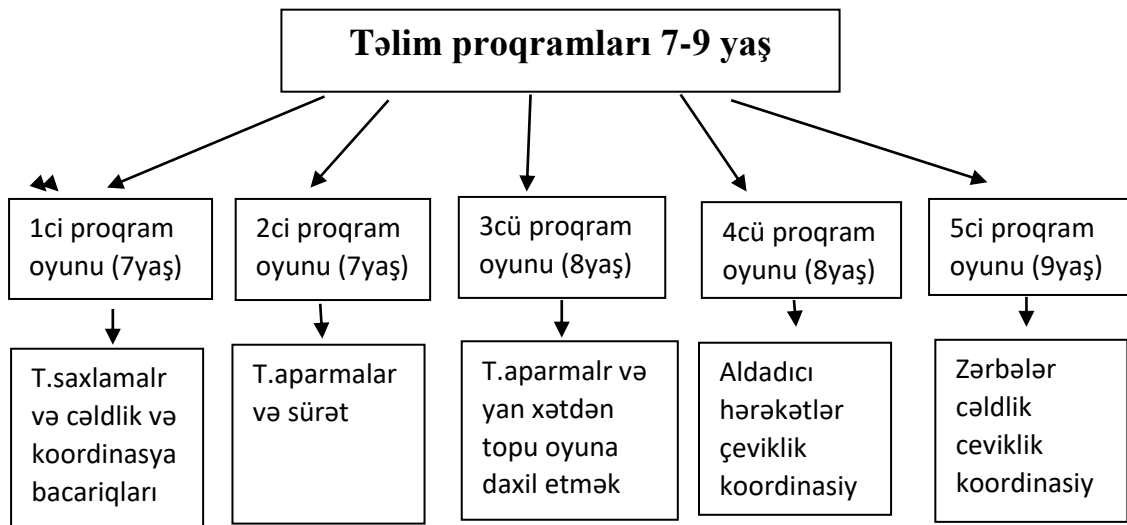 Təlim proqramları 7-9 yaş
1ci proqram
oyunu (7yaş)
2ci proqram
oyunu (7yaş)
3cü proqram
oyunu (8yaş)
4cü proqram
oyunu (8yaş)
5ci proqram
oyunu (9yaş)
T.saxlamalr
və cəldlik və
koordinasya
bacariqları
T.aparmalar
və sürət
T.aparmalr və
yan xətdən
topu oyuna
daxil etmək
Aldadıcı
hərəkətlər
çeviklik
koordinasiy
Zərbələr
cəldlik
ceviklik
koordinasiy